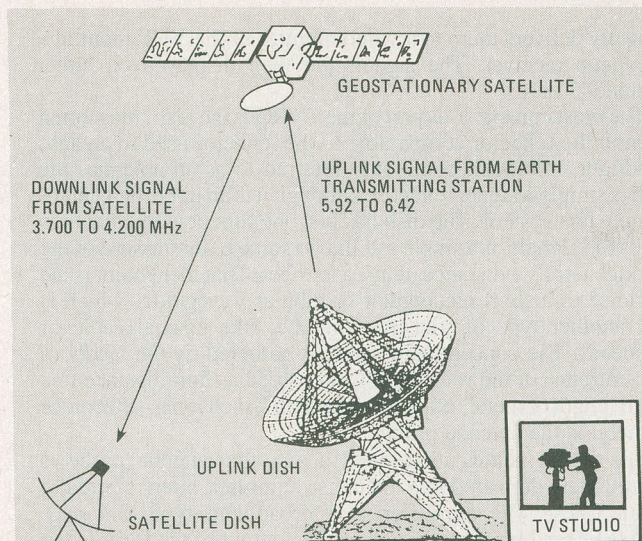 GEOSTATIONARY SATELLITE
DOWNLINK SIGNAL
FROM SATELLITE
3.700 TO 4.200 MHz
UPLINK SIGNAL FROM EARTH
TRANSMITTING STATION
5.92 TO 6.42
UPLINK DISH
SATELLITE DISH
TV STUDIO